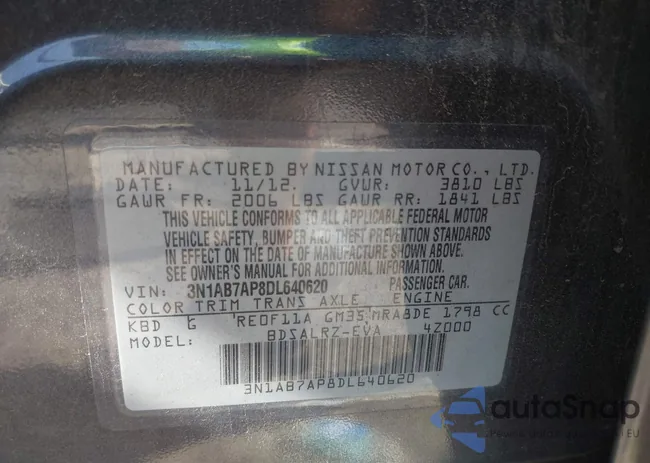 MANUFACTURED BY NISSAN MOTOR CO., LTD.
DATE: 11/12. GVWR: 3810 LBS
GAWR FR: 2006 LBS GAWR RR: 1841 LBS
THIS VEHICLE CONFORMS TO ALL APPLICABLE FEDERAL MOTOR
VEHICLE SAFETY, BUMPER AND THEFT PREVENTION STANDARDS
IN EFFECT ON THE DATE OF MANUFACTURE SHOWN ABOVE.
SEE OWNER'S MANUAL FOR ADDITIONAL INFORMATION.
VIN: 3N1AB7AP8DL640620 PASSENGER CAR.
COLOR TRIM TRANS AXLE ENGINE
KBD G RE0F11A GM35 MRA8DE 1798 CC
MODEL: BDSALRZ-EVA 4Z000
3N1AB7AP8DL640620
autoSnap